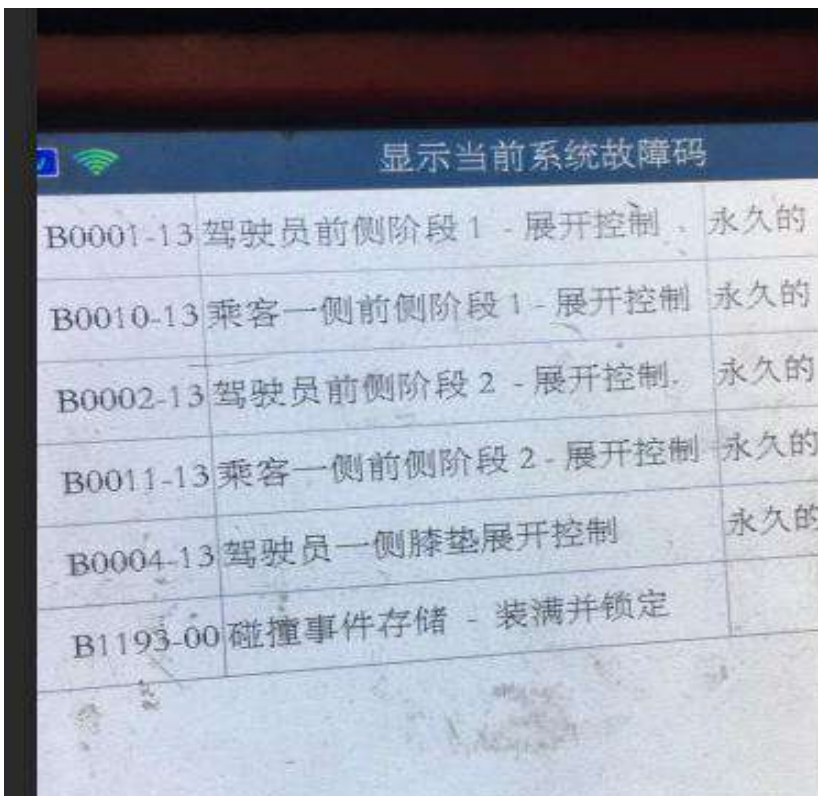 显示当前系统故障码
B0001-13 驾驶员前侧阶段 1 - 展开控制 永久的
B0010-13 乘客一侧前侧阶段 1 - 展开控制 永久的
B0002-13 驾驶员前侧阶段 2 - 展开控制. 永久的
B0011-13 乘客一侧前侧阶段 2 - 展开控制 永久的
B0004-13 驾驶员一侧膝垫展开控制 永久的
B1193-00 碰撞事件存储 - 装满并锁定